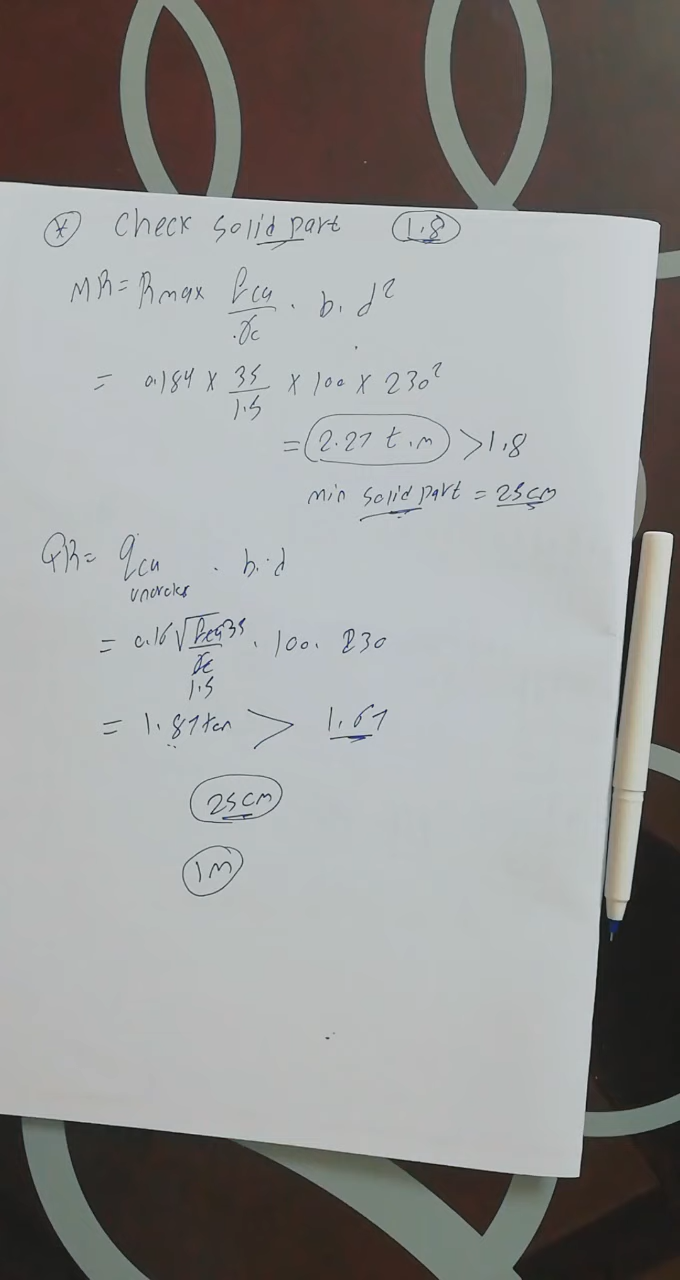 * Check solid part 1.8
MR = Rmax fcu/γc . b. d²
= 0.184 x 35/1.5 x 100 x 230²
= 2.27 t.m > 1.8
min solid part = 25cm
QR = qcu . b. d
= 0.16 √fcu 35/γc 1.5 . 100. 230
= 1.87 ton > 1.67
25cm
1m